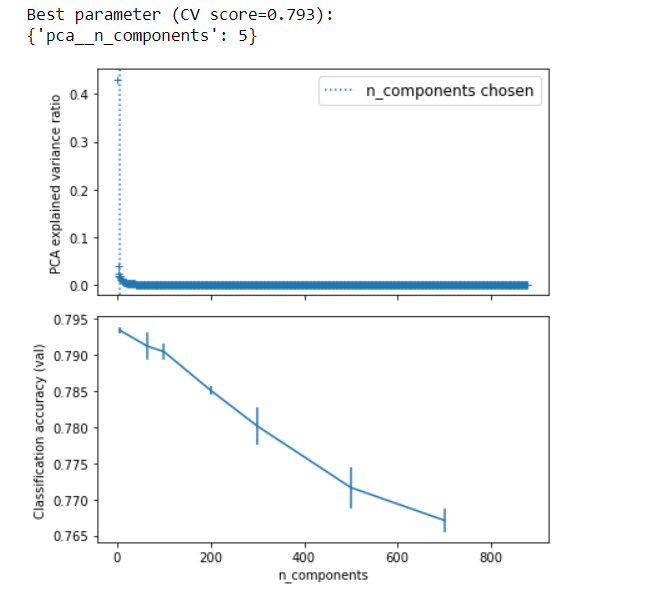 Best parameter (CV score=0.793):
{'pca__n_components': 5}
n_components chosen
PCA explained variance ratio
0.4
0.3
0.2
0.1
0.0
Classification accuracy (val)
0.795
0.790
0.785
0.780
0.775
0.770
0.765
0 200 400 600 800
n_components